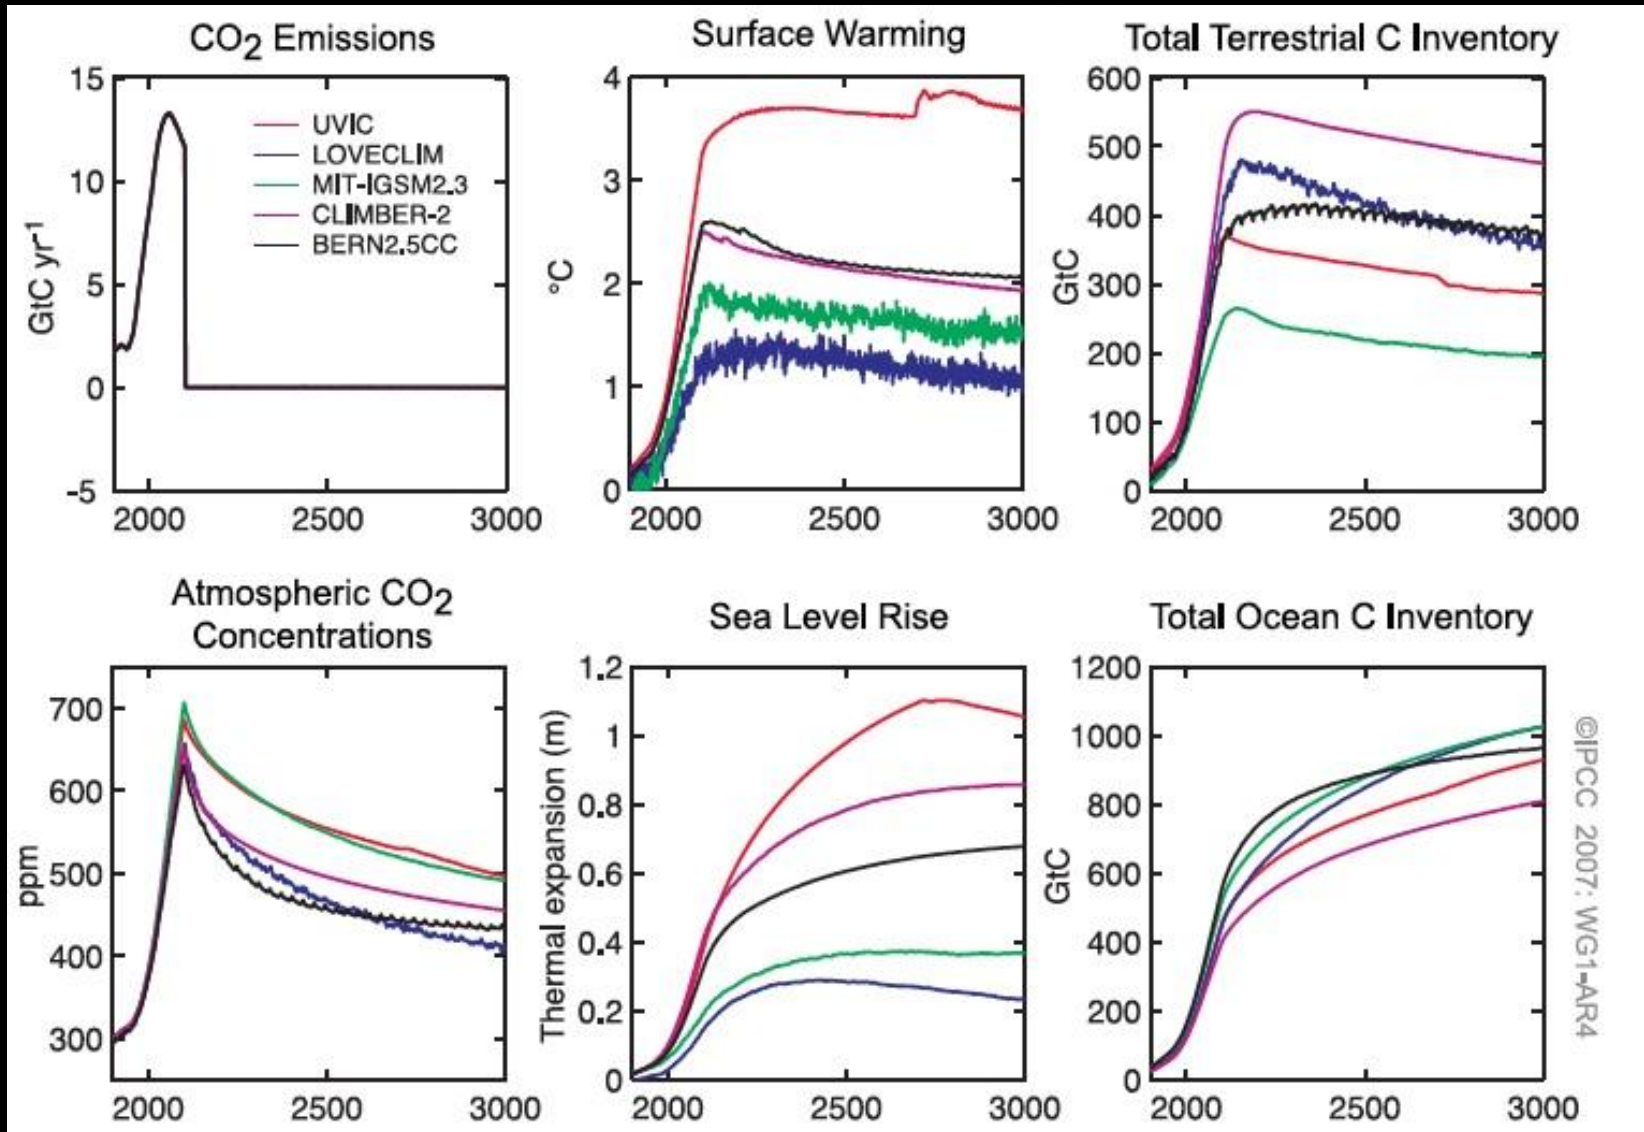 CO2 Emissions
15
10
5
0
-5
GtC yr-1
UVIC
LOVECLIM
MIT-IGSM2.3
CLIMBER-2
BERN2.5CC
2000 2500 3000
Surface Warming
4
3
2
1
0
°C
2000 2500 3000
Total Terrestrial C Inventory
600
500
400
300
200
100
0
GtC
2000 2500 3000
Atmospheric CO2
Concentrations
700
600
500
400
300
ppm
2000 2500 3000
Sea Level Rise
1.2
1
0.8
0.6
0.4
0.2
0
Thermal expansion (m)
2000 2500 3000
Total Ocean C Inventory
1200
1000
800
600
400
200
0
GtC
2000 2500 3000
©IPCC 2007: WG1-AR4